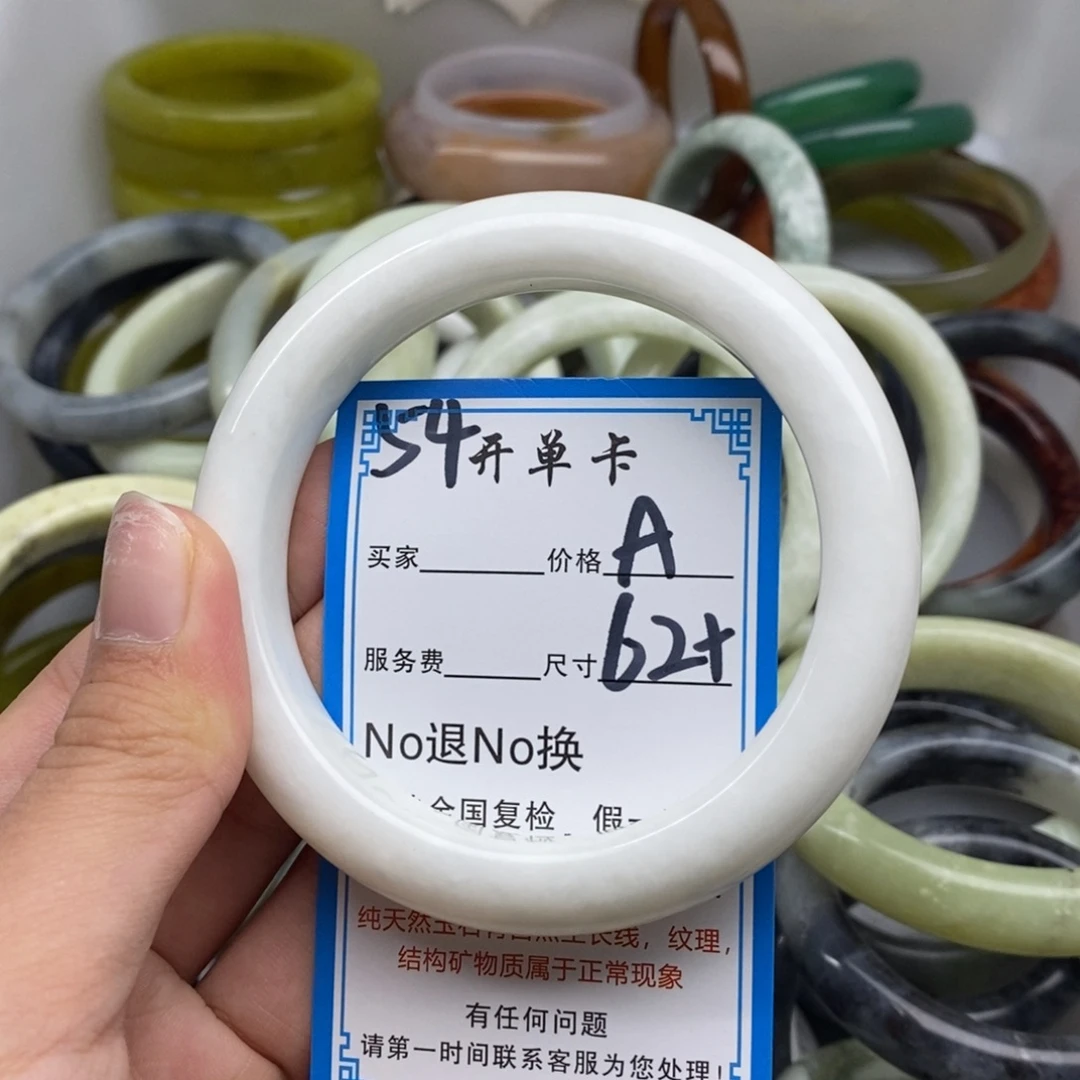 54 开单卡
买家 价格 A
服务费 尺寸 62+
No退No换
全国复检 假一
纯天然玉石有自然生长线，纹理，
结构矿物质属于正常现象
有任何问题
请第一时间联系客服为您处理！